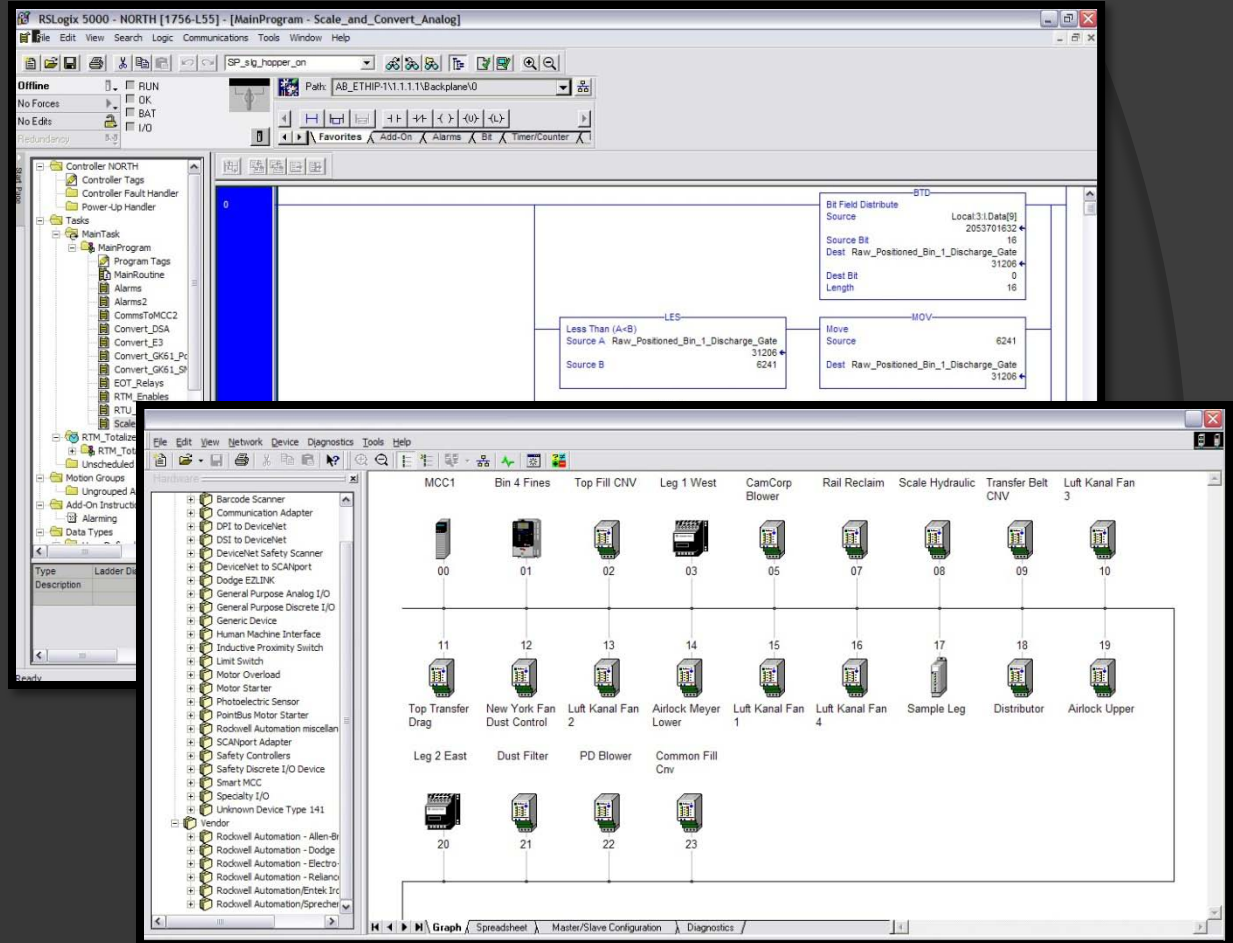 RSLogix 5000 - NORTH [1756-L55] - [MainProgram - Scale_and_Convert_Analog]
File Edit View Search Logic Communications Tools Window Help
SP_slg_hopper_on
Offline
RUN
Path: AB_ETHIP-1\1.1.1.1\Backplane\0
No Forces
OK
No Edits
BAT
Redundancy
I/O
Favorites Add-On Alarms Bit Timer/Counter
Start Page
Controller NORTH
Controller Tags
Controller Fault Handler
Power-Up Handler
Tasks
MainTask
MainProgram
Program Tags
MainRoutine
Alarms
Alarms2
CommsToMCC2
Convert_DSA
Convert_E3
Convert_GK61_Po
Convert_GK61_SN
EOT_Relays
RTM_Enables
RTU_
Scale
RTM_Totalize
RTM_Tot
Unscheduled
Motion Groups
Ungrouped A
Add-On Instructi
Alarming
Data Types
Type Ladder Di
Description
Ready
0
BTD
Bit Field Distribute
Source Local:3:I.Data[9]
2053701632
Source Bit 16
Dest Raw_Positioned_Bin_1_Discharge_Gate
31206
Dest Bit 0
Length 16
LES
Less Than (A<B)
Source A Raw_Positioned_Bin_1_Discharge_Gate
31206
Source B 6241
MOV
Move
Source 6241
Dest Raw_Positioned_Bin_1_Discharge_Gate
31206
File Edit View Network Device Diagnostics Tools Help
Hardware
Barcode Scanner
Communication Adapter
DPI to DeviceNet
DSI to DeviceNet
DeviceNet Safety Scanner
DeviceNet to SCANport
Dodge EZLINK
General Purpose Analog I/O
General Purpose Discrete I/O
Generic Device
Human Machine Interface
Inductive Proximity Switch
Limit Switch
Motor Overload
Motor Starter
Photoelectric Sensor
PointBus Motor Starter
Rockwell Automation miscellan
SCANport Adapter
Safety Controllers
Safety Discrete I/O Device
Smart MCC
Specialty I/O
Unknown Device Type 141
Vendor
Rockwell Automation - Allen-Br
Rockwell Automation - Dodge
Rockwell Automation - Electro-
Rockwell Automation - Relianc
Rockwell Automation/Entek Irc
Rockwell Automation/Sprecher
MCC1
Bin 4 Fines
Top Fill CNV
Leg 1 West
CamCorp
Blower
Rail Reclaim
Scale Hydraulic
Transfer Belt
CNV
Luft Kanal Fan
3
00 01 02 03 05 07 08 09 10
11 12 13 14 15 16 17 18 19
Top Transfer
Drag
New York Fan
Dust Control
Luft Kanal Fan
2
Airlock Meyer
Lower
Luft Kanal Fan
1
Luft Kanal Fan
4
Sample Leg
Distributor
Airlock Upper
Leg 2 East
Dust Filter
PD Blower
Common Fill
Cnv
20 21 22 23
Graph Spreadsheet Master/Slave Configuration Diagnostics